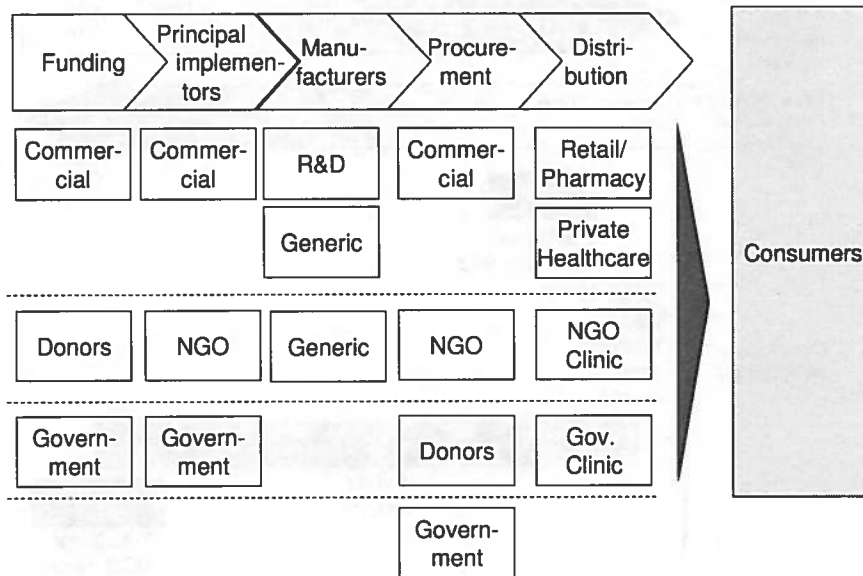 Funding
Principal
implemen-
tors
Manu-
facturers
Procure-
ment
Distri-
bution
Commer-
cial
Commer-
cial
R&D
Commer-
cial
Retail/
Pharmacy
Generic
Private
Healthcare
Consumers
Donors
NGO
Generic
NGO
NGO
Clinic
Govern-
ment
Govern-
ment
Donors
Gov.
Clinic
Govern-
ment